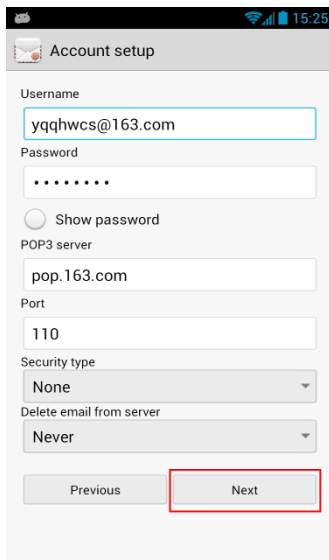 15:25
Account setup
Username
yqqhwcs@163.com
Password
••••••••
Show password
POP3 server
pop.163.com
Port
110
Security type
None
Delete email from server
Never
Previous Next